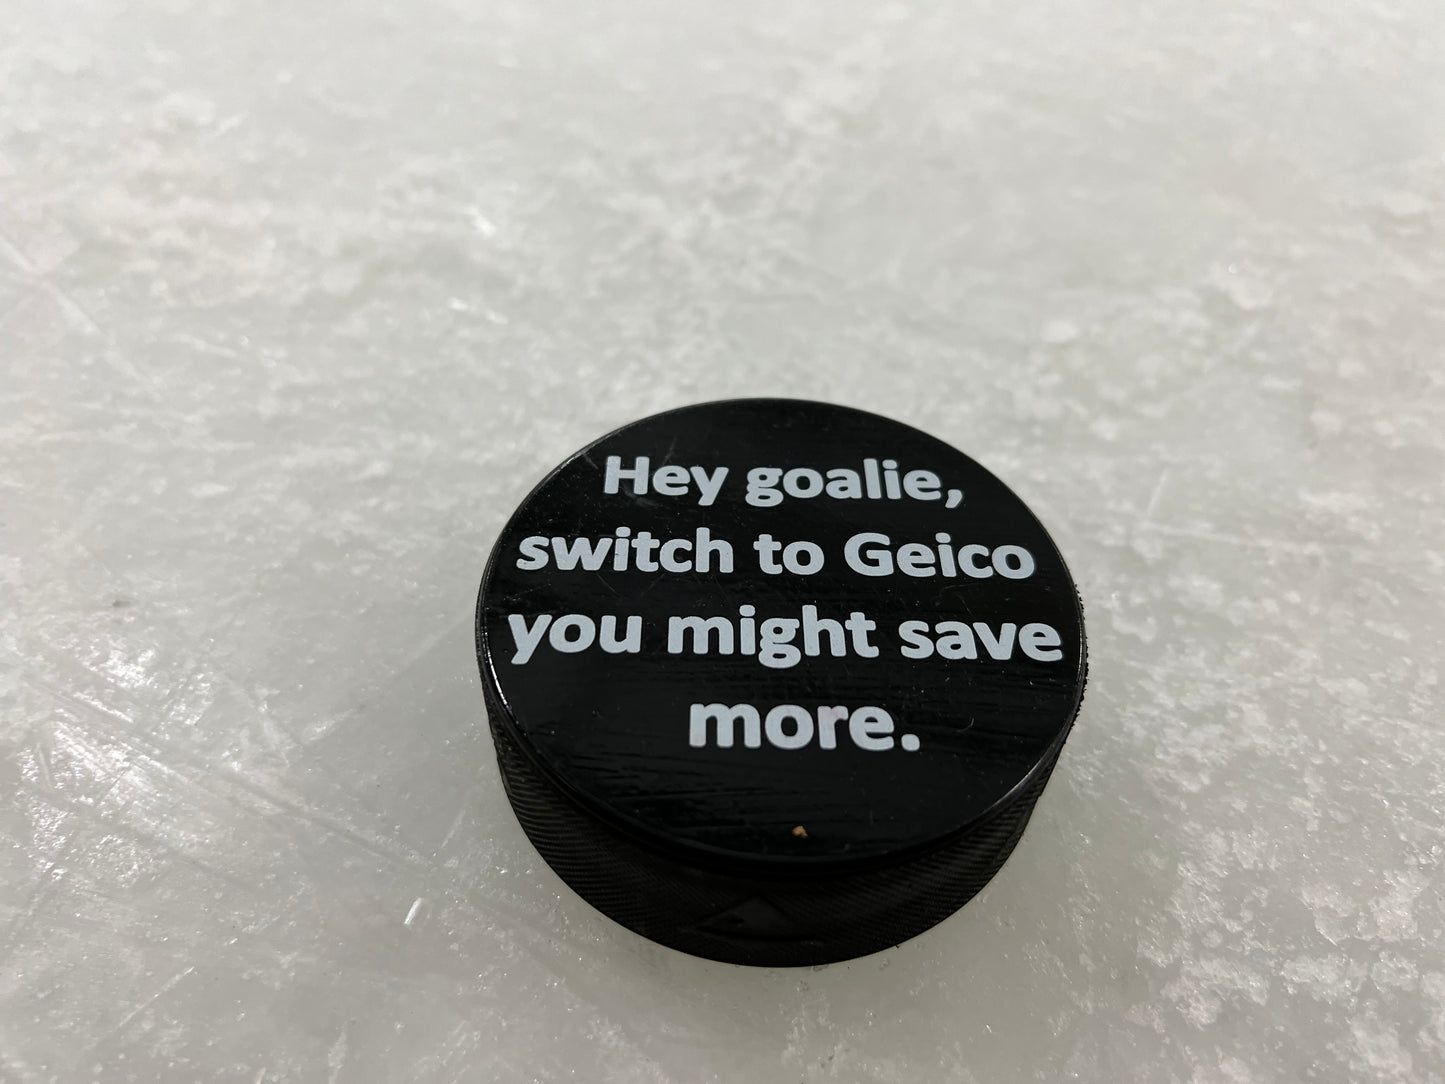 Hey goalie,
switch to Geico
you might save
more.